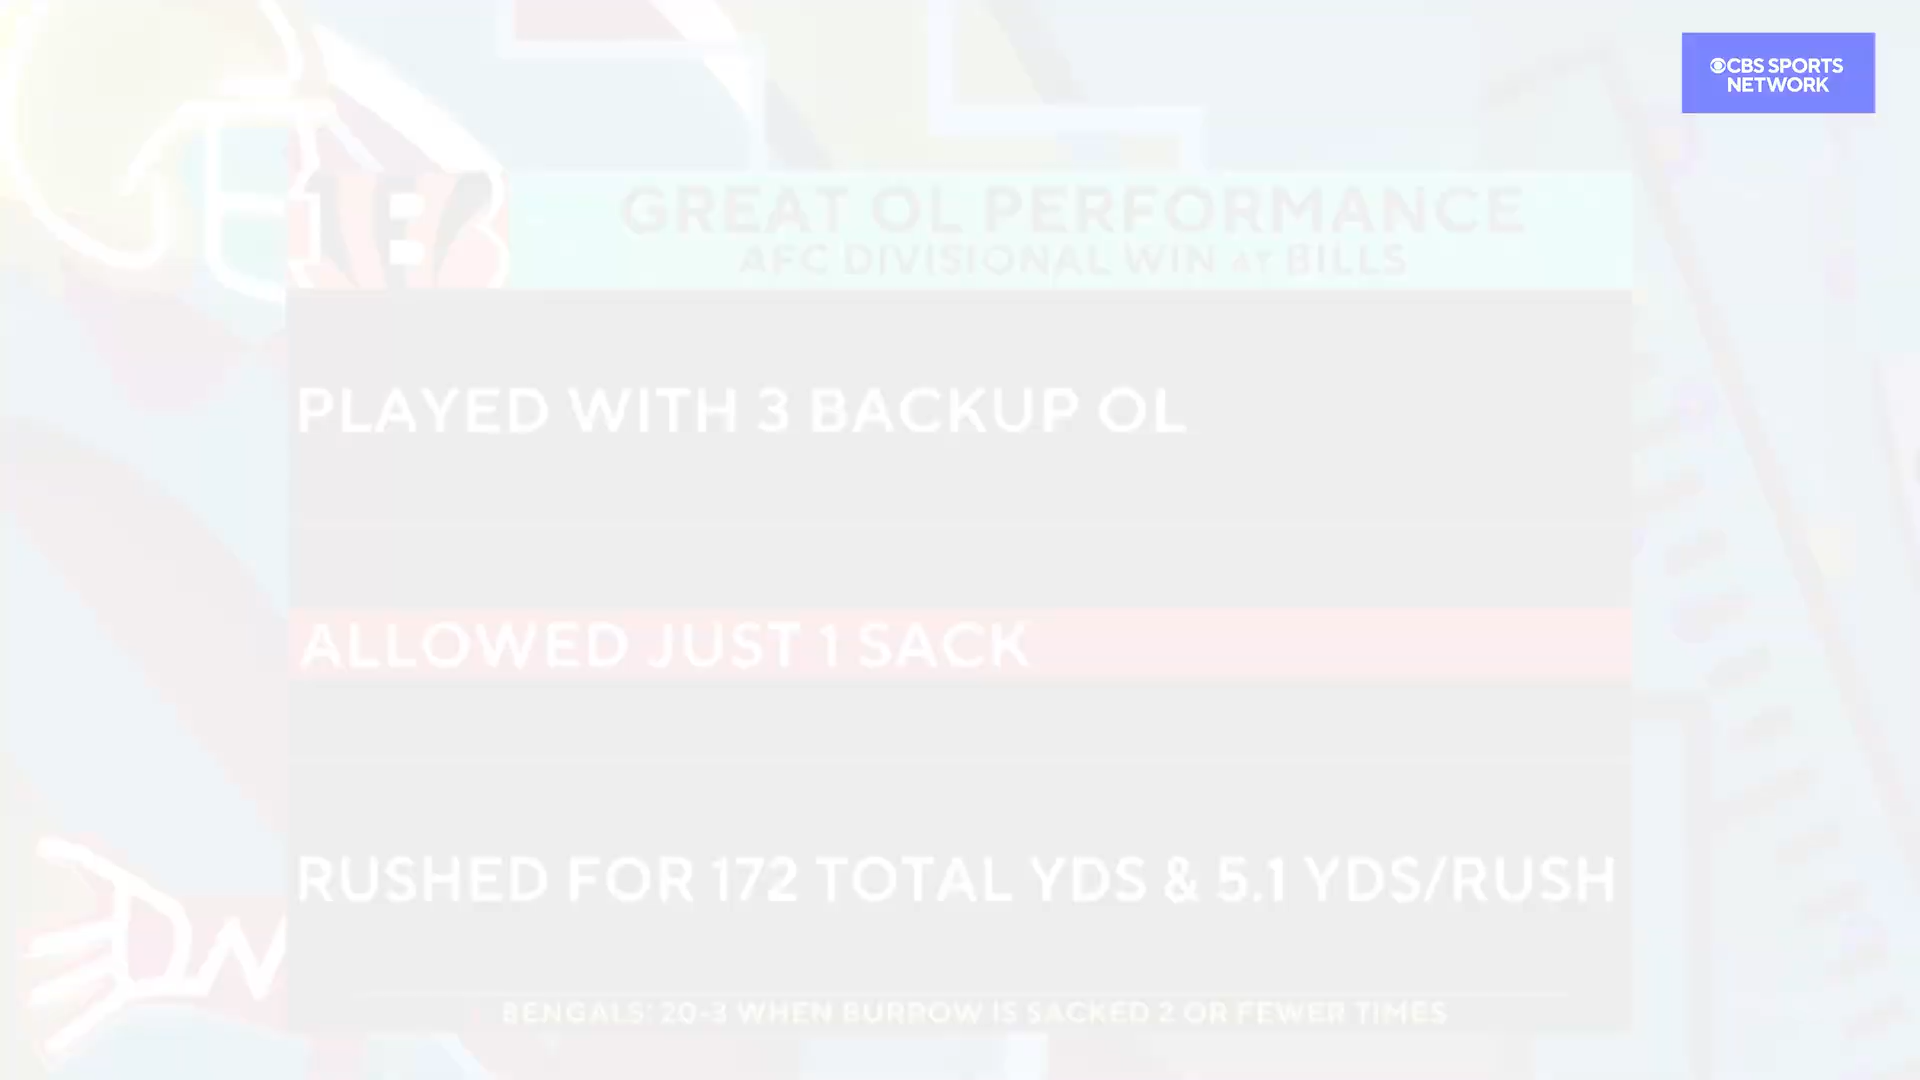 CBS SPORTS
NETWORK
GREAT OL PERFORMANCE
AFC DIVISIONAL WIN AT BILLS
PLAYED WITH 3 BACKUP OL
ALLOWED JUST 1 SACK
RUSHED FOR 172 TOTAL YDS & 5.1 YDS/RUSH
BENGALS: 20-3 WHEN BURROW IS SACKED 2 OR FEWER TIMES